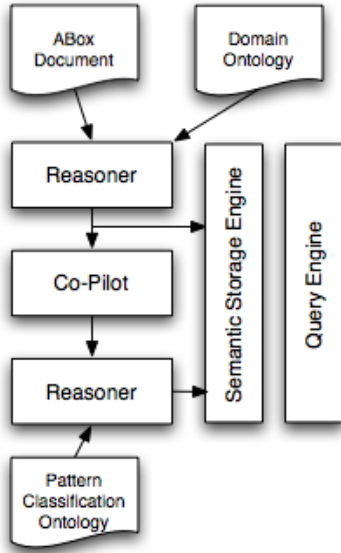 ABox
Document
Domain
Ontology
Reasoner
Co-Pilot
Reasoner
Semantic Storage Engine
Query Engine
Pattern
Classification
Ontology